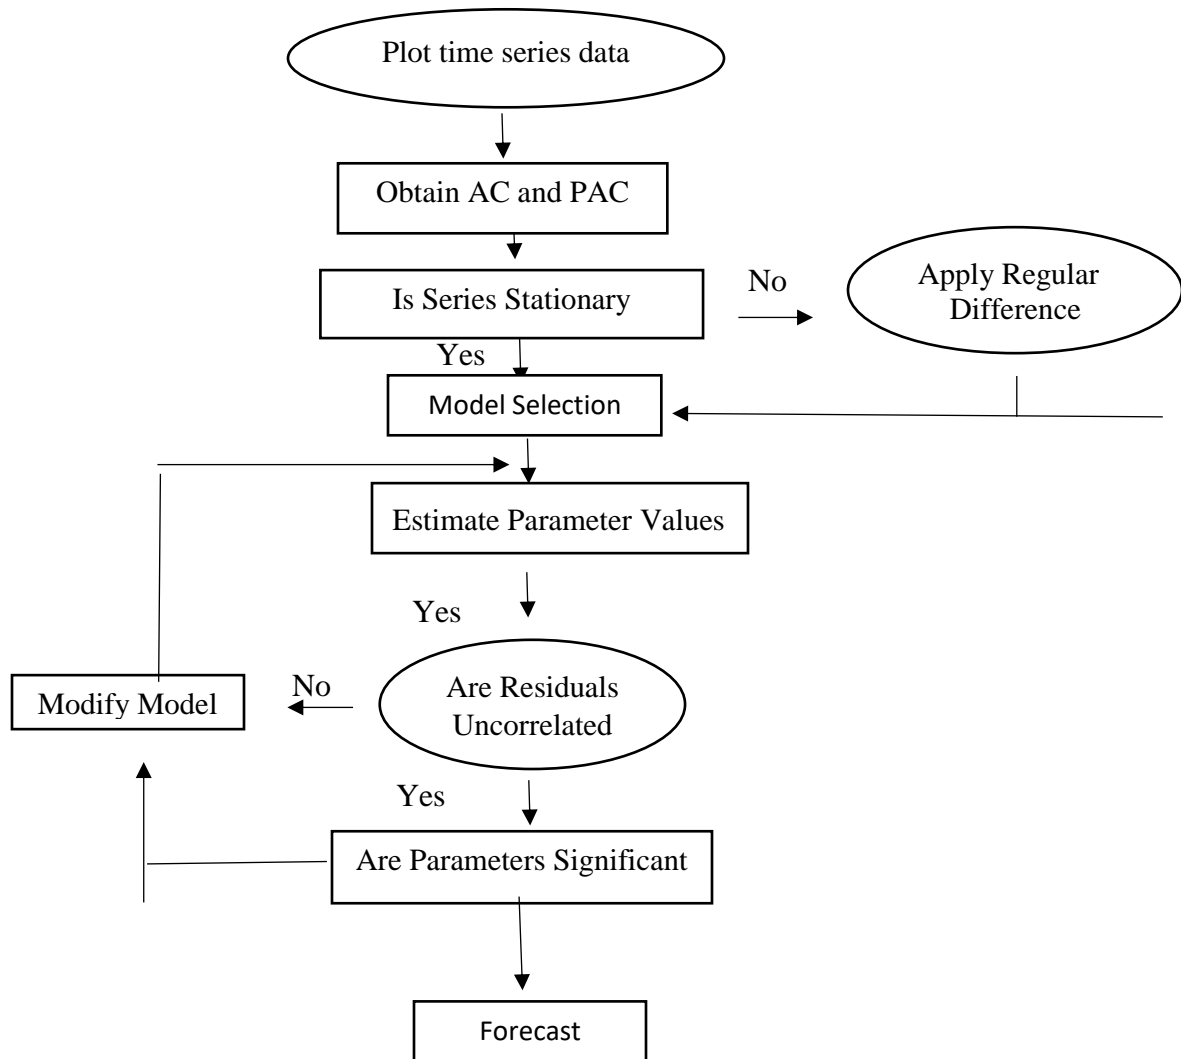 Plot time series data
Obtain AC and PAC
Is Series Stationary
No
Apply Regular
Difference
Yes
Model Selection
Estimate Parameter Values
Yes
Are Residuals
Uncorrelated
No
Modify Model
Yes
Are Parameters Significant
Forecast